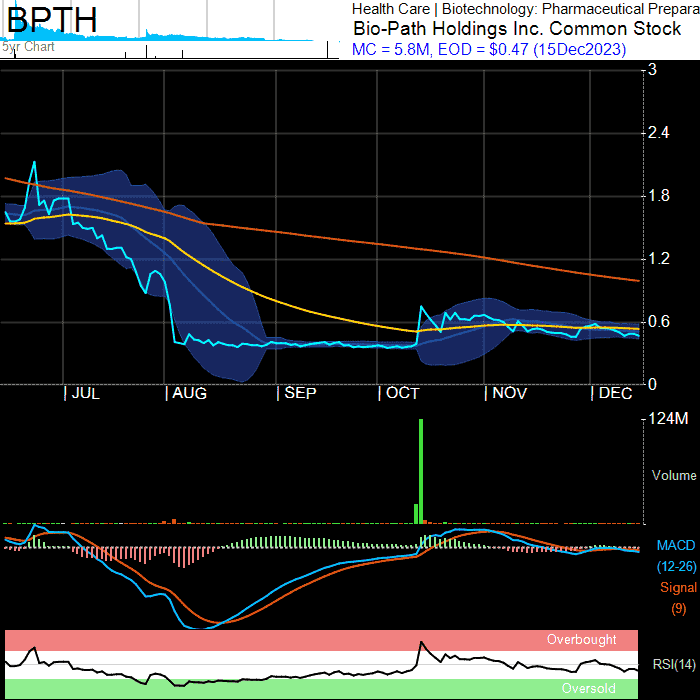 BPTH
5yr Chart
Health Care | Biotechnology: Pharmaceutical Prepara
Bio-Path Holdings Inc. Common Stock
MC = 5.8M, EOD = $0.47 (15Dec2023)
3
2.4
1.8
1.2
0.6
0
| JUL | AUG | SEP | OCT | NOV | DEC
124M
Volume
MACD
(12-26)
Signal
(9)
Overbought
RSI(14)
Oversold